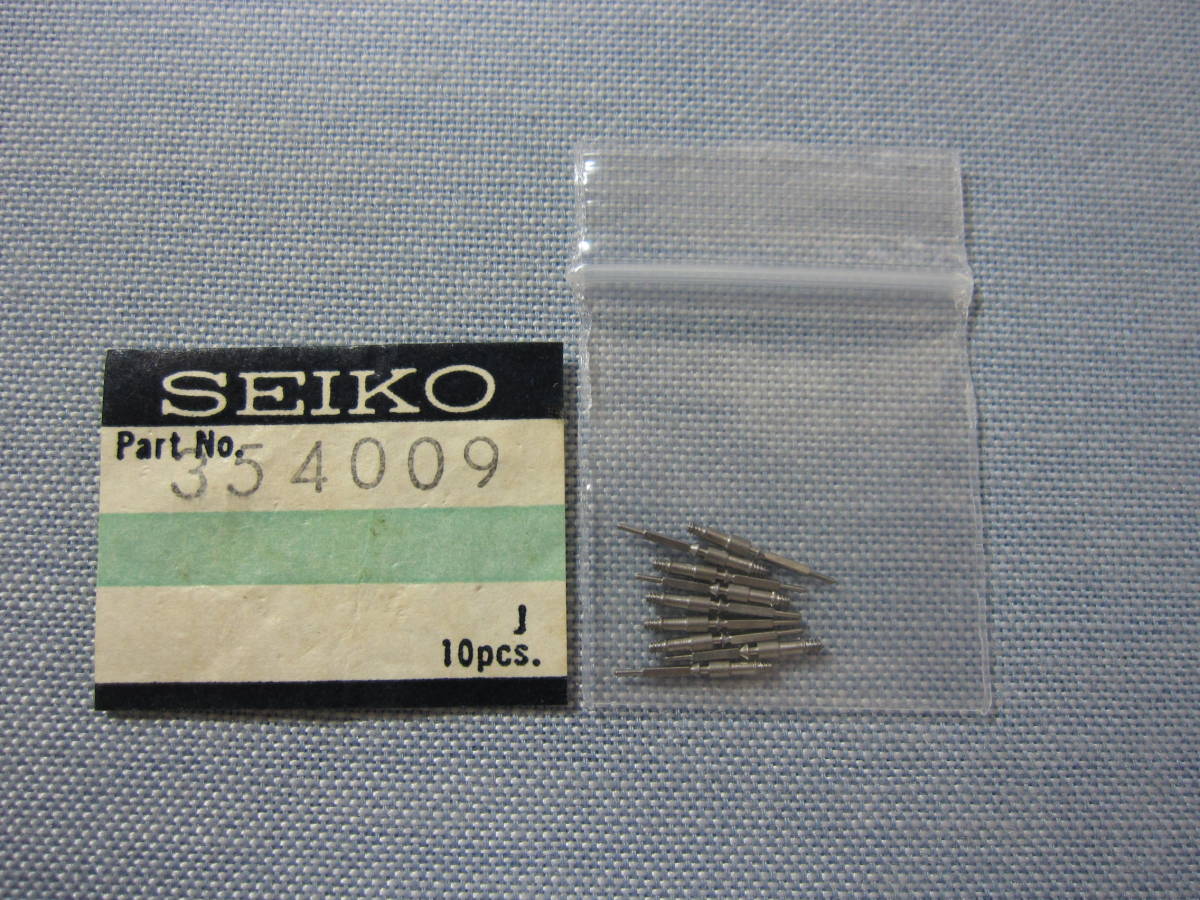 SEIKO
Part No. 354009
J
10pcs.